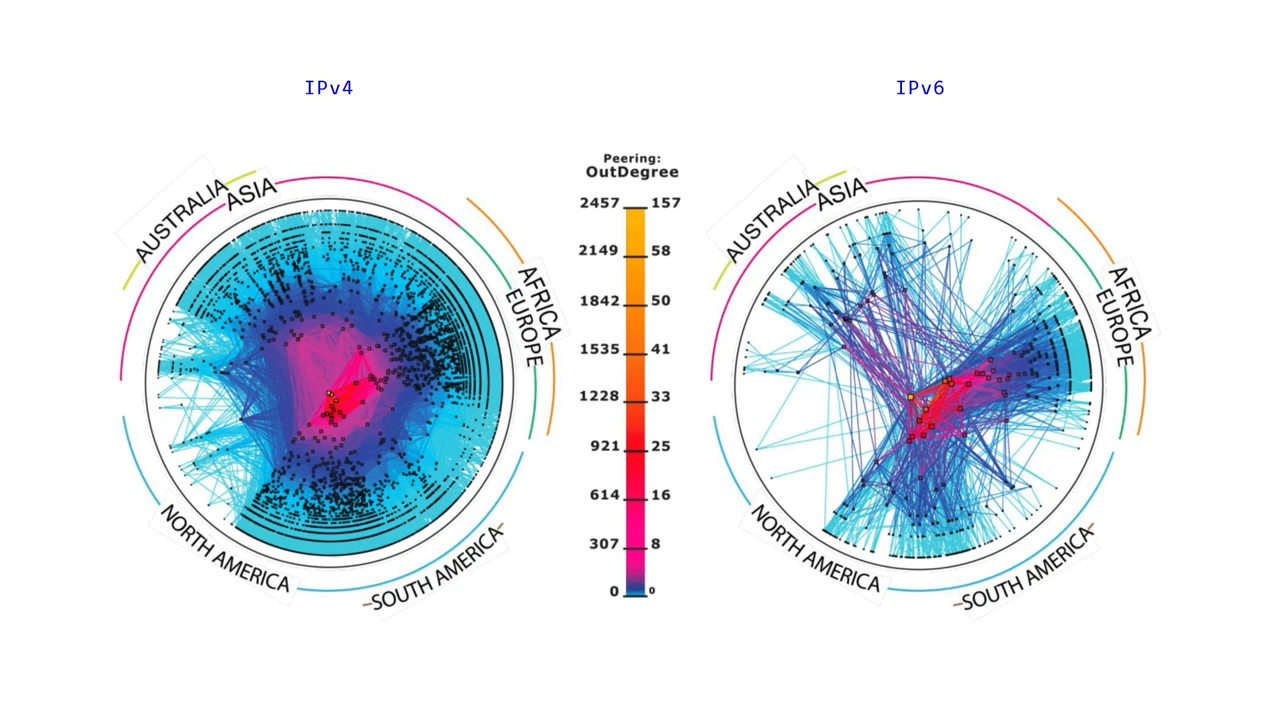 IPv4
IPv6
Peering:
OutDegree
2457 157
2149 58
1842 50
1535 41
1228 33
921 25
614 16
307 8
0 0
AUSTRALIA
ASIA
AFRICA
EUROPE
NORTH AMERICA
SOUTH AMERICA
AUSTRALIA
ASIA
AFRICA
EUROPE
NORTH AMERICA
SOUTH AMERICA